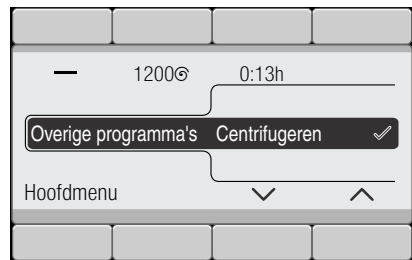 — 1200 0:13h
Overige programma's Centrifugeren ✓
Hoofdmenu